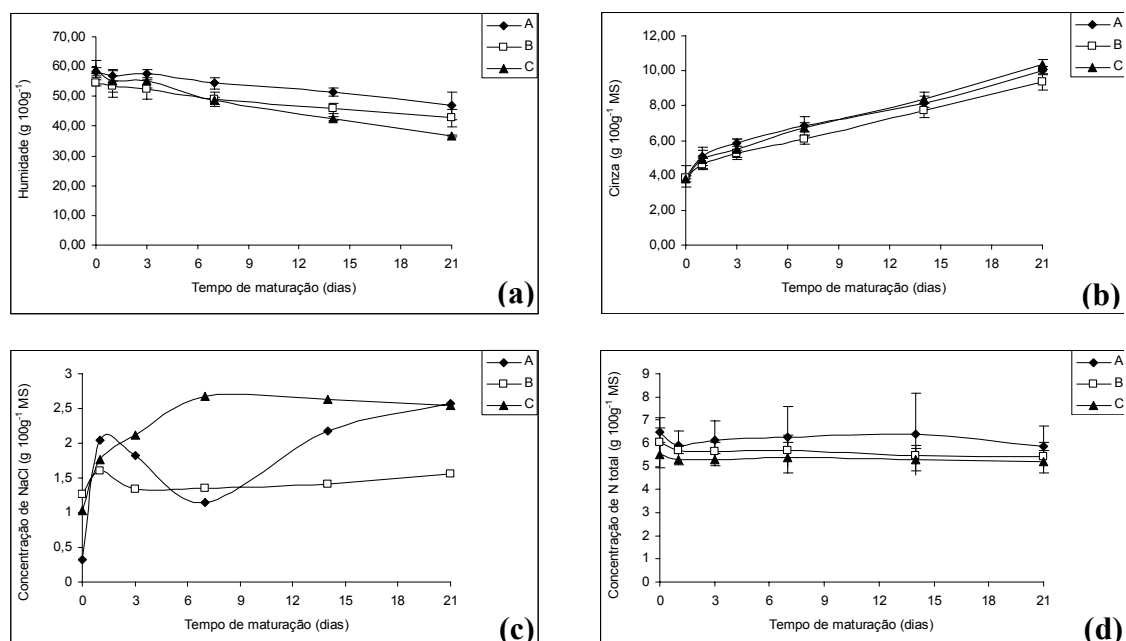 Humidade (g 100g⁻¹)
70,00
60,00
50,00
40,00
30,00
20,00
10,00
0,00
0 3 6 9 12 15 18 21
Tempo de maturação (dias)
A
B
C
(a)
Cinza (g 100g⁻¹ MS)
12,00
10,00
8,00
6,00
4,00
2,00
0,00
0 3 6 9 12 15 18 21
Tempo de maturação (dias)
A
B
C
(b)
Concentração de NaCl (g 100g⁻¹ MS)
3
2,5
2
1,5
1
0,5
0
0 3 6 9 12 15 18 21
Tempo de maturação (dias)
A
B
C
(c)
Concentração de N total (g 100g⁻¹ MS)
9
8
7
6
5
4
3
2
1
0
0 3 6 9 12 15 18 21
Tempo de maturação (dias)
A
B
C
(d)